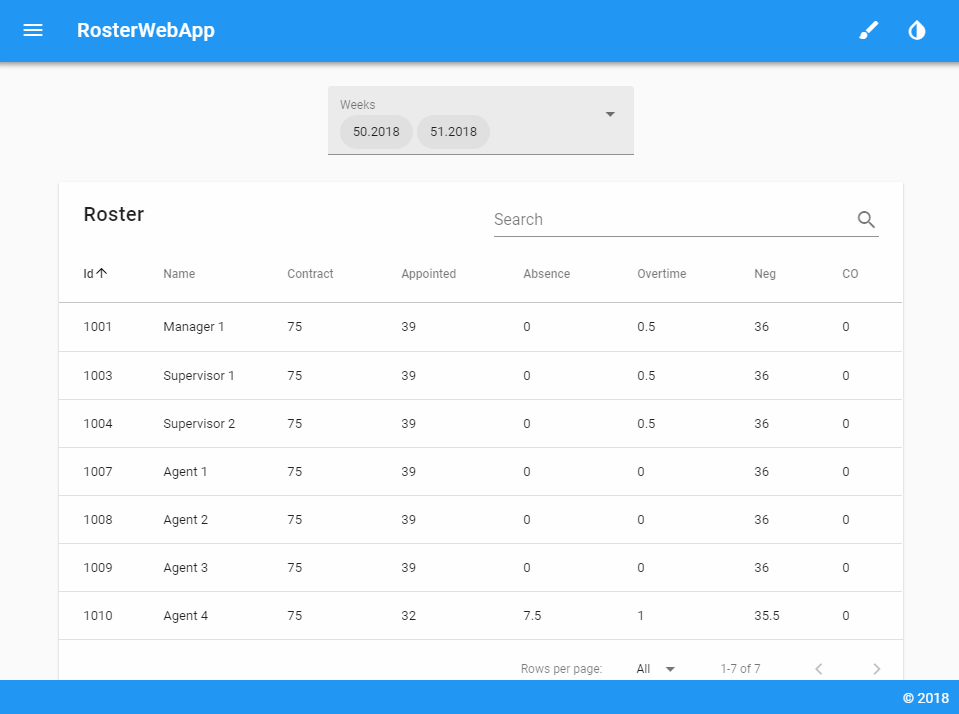 RosterWebApp
Weeks
50.2018 51.2018
Roster
Search
Id Name Contract Appointed Absence Overtime Neg CO
1001 Manager 1 75 39 0 0.5 36 0
1003 Supervisor 1 75 39 0 0.5 36 0
1004 Supervisor 2 75 39 0 0.5 36 0
1007 Agent 1 75 39 0 0 36 0
1008 Agent 2 75 39 0 0 36 0
1009 Agent 3 75 39 0 0 36 0
1010 Agent 4 75 32 7.5 1 35.5 0
Rows per page: All 1-7 of 7
© 2018